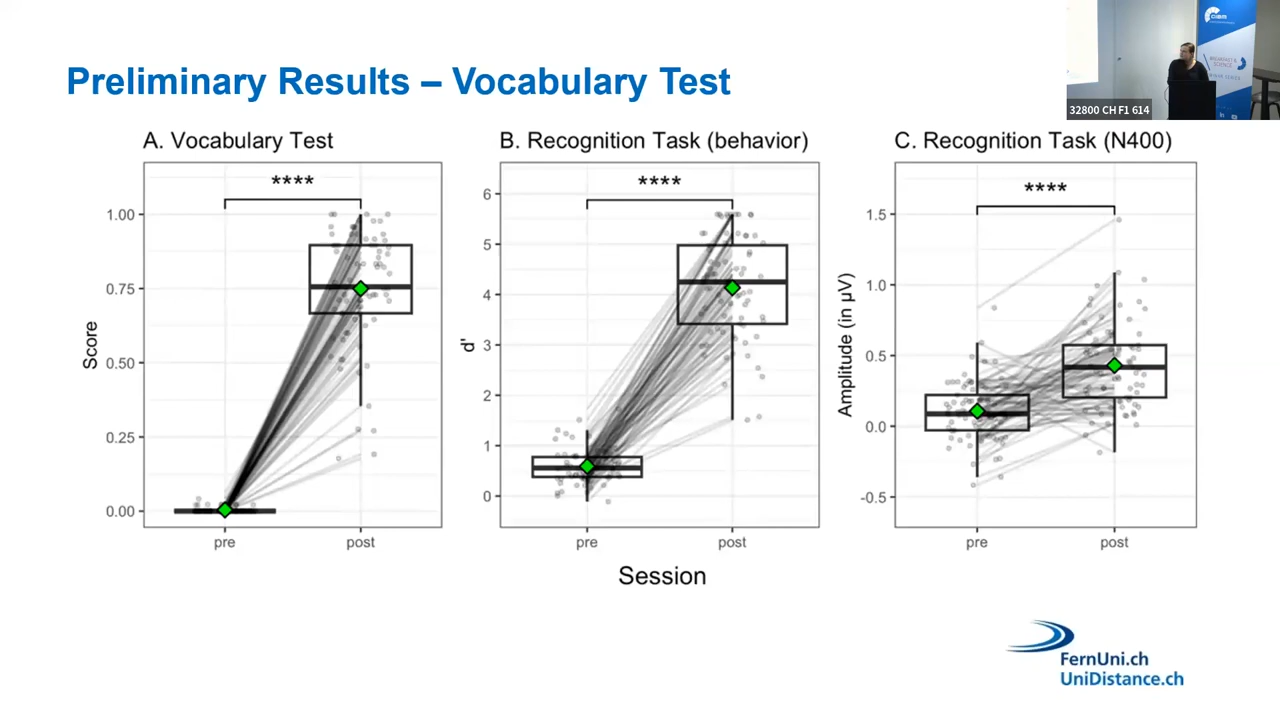 Preliminary Results – Vocabulary Test
CIBM
BREAKFAST &
SCIENCE
32800 CH F1 614
A. Vocabulary Test
B. Recognition Task (behavior)
C. Recognition Task (N400)
****
****
****
Score
1.00
0.75
0.50
0.25
0.00
pre
post
d'
6
5
4
3
2
1
0
pre
post
Amplitude (in µV)
1.5
1.0
0.5
0.0
-0.5
pre
post
Session
FernUni.ch
UniDistance.ch